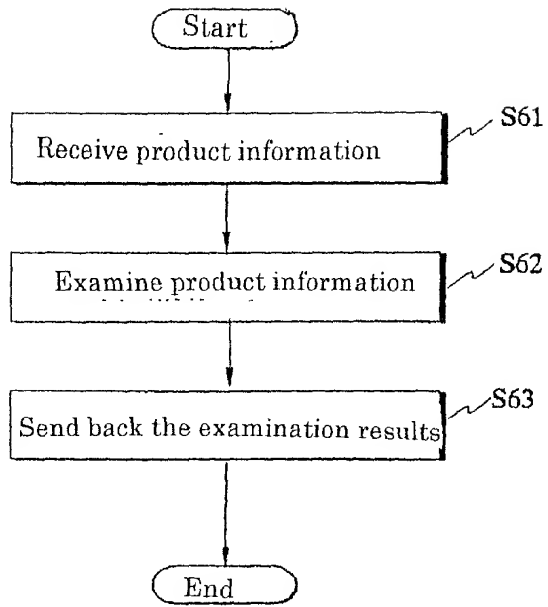 Start
S61
Receive product information
S62
Examine product information
S63
Send back the examination results
End